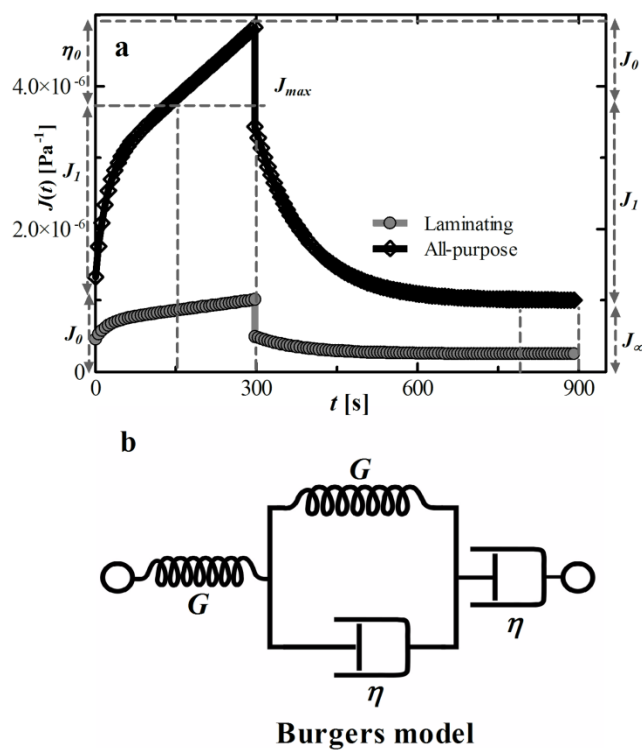 a
η₀
J₁
J₀
J(t) [Pa⁻¹]
4.0×10⁻⁶
2.0×10⁻⁶
0
J_max
Laminating
All-purpose
J₀
J₁
J∞
0 300 600 900
t [s]
b
G
G
η
η
Burgers model